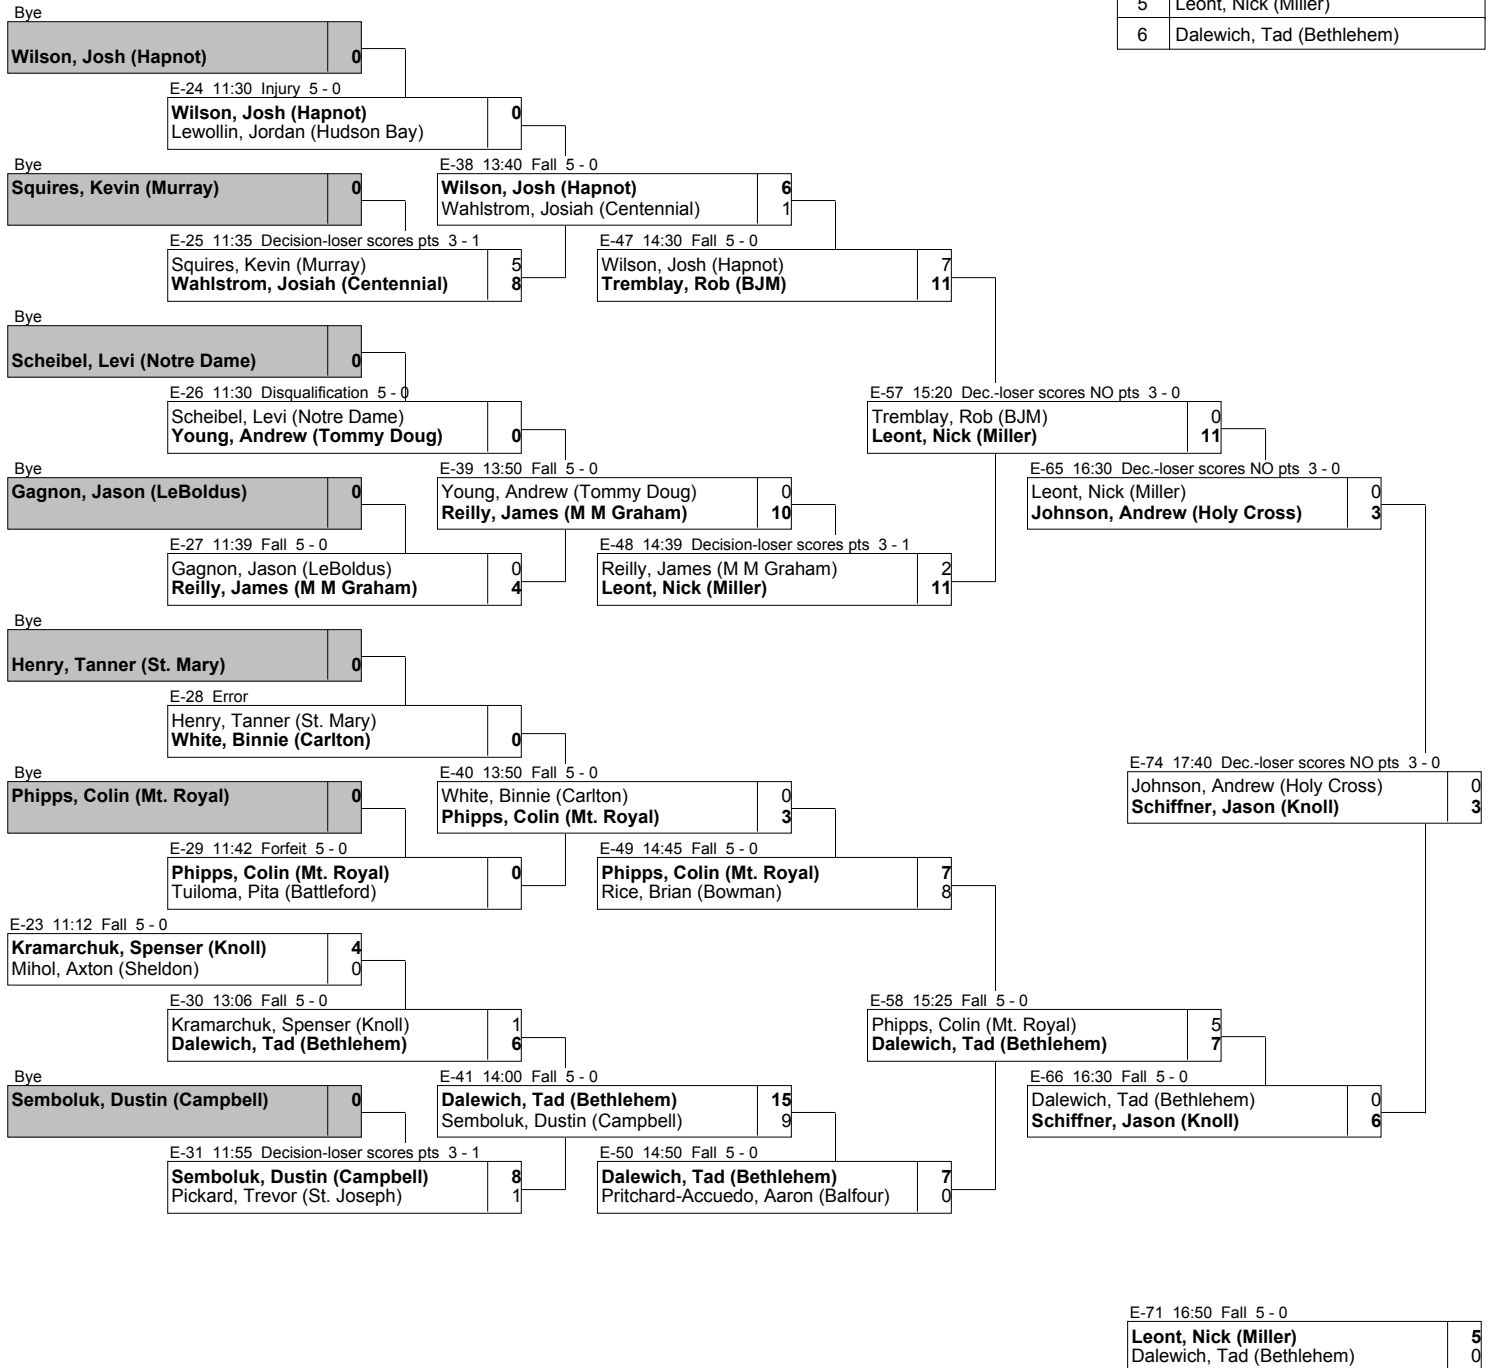 5 Leont, Nick (Miller)
6 Dalewich, Tad (Bethlehem)
Bye
Wilson, Josh (Hapnot) 0
E-24 11:30 Injury 5 - 0
Wilson, Josh (Hapnot) 0
Lewollin, Jordan (Hudson Bay)
Bye
Squires, Kevin (Murray) 0
E-38 13:40 Fall 5 - 0
Wilson, Josh (Hapnot) 6
Wahlstrom, Josiah (Centennial) 1
E-25 11:35 Decision-loser scores pts 3 - 1
Squires, Kevin (Murray) 5
Wahlstrom, Josiah (Centennial) 8
E-47 14:30 Fall 5 - 0
Wilson, Josh (Hapnot) 7
Tremblay, Rob (BJM) 11
Bye
Scheibel, Levi (Notre Dame) 0
E-26 11:30 Disqualification 5 - 0
Scheibel, Levi (Notre Dame)
Young, Andrew (Tommy Doug) 0
E-57 15:20 Dec.-loser scores NO pts 3 - 0
Tremblay, Rob (BJM) 0
Leont, Nick (Miller) 11
Bye
Gagnon, Jason (LeBoldus) 0
E-39 13:50 Fall 5 - 0
Young, Andrew (Tommy Doug) 0
Reilly, James (M M Graham) 10
E-65 16:30 Dec.-loser scores NO pts 3 - 0
Leont, Nick (Miller) 0
Johnson, Andrew (Holy Cross) 3
E-27 11:39 Fall 5 - 0
Gagnon, Jason (LeBoldus) 0
Reilly, James (M M Graham) 4
E-48 14:39 Decision-loser scores pts 3 - 1
Reilly, James (M M Graham) 2
Leont, Nick (Miller) 11
Bye
Henry, Tanner (St. Mary) 0
E-28 Error
Henry, Tanner (St. Mary)
White, Binnie (Carlton) 0
E-74 17:40 Dec.-loser scores NO pts 3 - 0
Johnson, Andrew (Holy Cross) 0
Schiffner, Jason (Knoll) 3
Bye
Phipps, Colin (Mt. Royal) 0
E-40 13:50 Fall 5 - 0
White, Binnie (Carlton) 0
Phipps, Colin (Mt. Royal) 3
E-29 11:42 Forfeit 5 - 0
Phipps, Colin (Mt. Royal) 0
Tuiloma, Pita (Battleford)
E-49 14:45 Fall 5 - 0
Phipps, Colin (Mt. Royal) 7
Rice, Brian (Bowman) 8
E-23 11:12 Fall 5 - 0
Kramarchuk, Spenser (Knoll) 4
Mihol, Axton (Sheldon) 0
E-30 13:06 Fall 5 - 0
Kramarchuk, Spenser (Knoll) 1
Dalewich, Tad (Bethlehem) 6
E-58 15:25 Fall 5 - 0
Phipps, Colin (Mt. Royal) 5
Dalewich, Tad (Bethlehem) 7
Bye
Semboluk, Dustin (Campbell) 0
E-41 14:00 Fall 5 - 0
Dalewich, Tad (Bethlehem) 15
Semboluk, Dustin (Campbell) 9
E-66 16:30 Fall 5 - 0
Dalewich, Tad (Bethlehem) 0
Schiffner, Jason (Knoll) 6
E-31 11:55 Decision-loser scores pts 3 - 1
Semboluk, Dustin (Campbell) 8
Pickard, Trevor (St. Joseph) 1
E-50 14:50 Fall 5 - 0
Dalewich, Tad (Bethlehem) 7
Pritchard-Accuedo, Aaron (Balfour) 0
E-71 16:50 Fall 5 - 0
Leont, Nick (Miller) 5
Dalewich, Tad (Bethlehem) 0